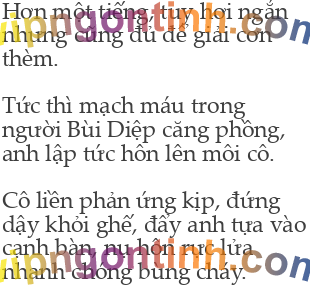 Hơn một tiếng, tuy hơi ngắn
nhưng cũng đủ để giải cơn
thèm.
Tức thì mạch máu trong
người Bùi Diệp căng phồng,
anh lập tức hôn lên môi cô.
Cô liền phản ứng kịp, đứng
dậy khỏi ghế, đẩy anh tựa vào
cạnh bàn, nụ hôn rực lửa
nhanh chóng bùng cháy.
vipngontinh.com
vipngontinh.com